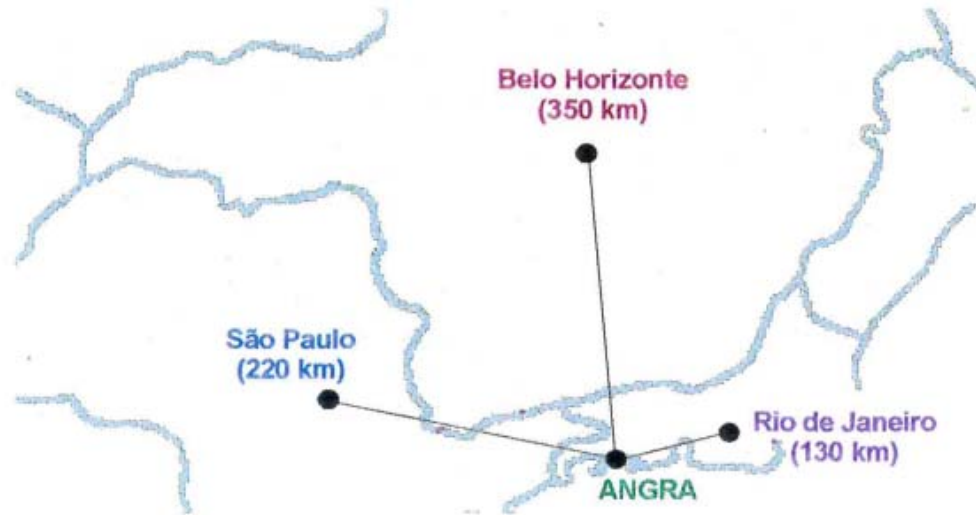 Belo Horizonte
(350 km)
São Paulo
(220 km)
Rio de Janeiro
(130 km)
ANGRA